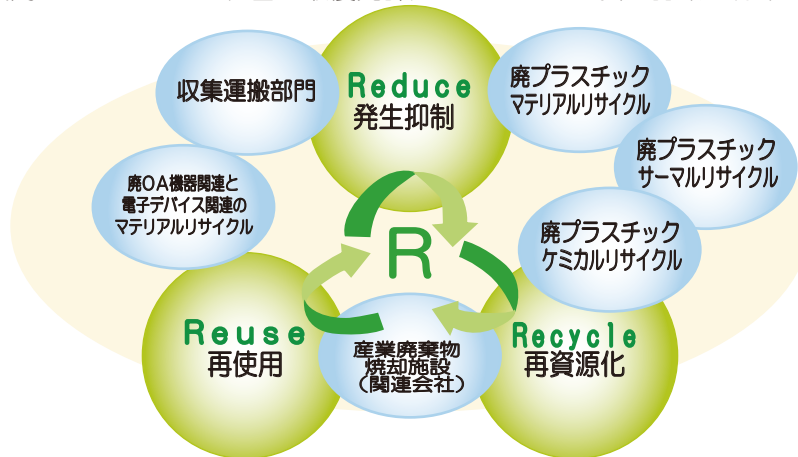 収集運搬部門
Reduce
発生抑制
廃プラスチック
マテリアルリサイクル
廃プラスチック
サーマルリサイクル
廃OA機器関連と
電子デバイス関連の
マテリアルリサイクル
R
廃プラスチック
ケミカルリサイクル
Reuse
再使用
産業廃棄物
焼却施設
（関連会社）
Recycle
再資源化